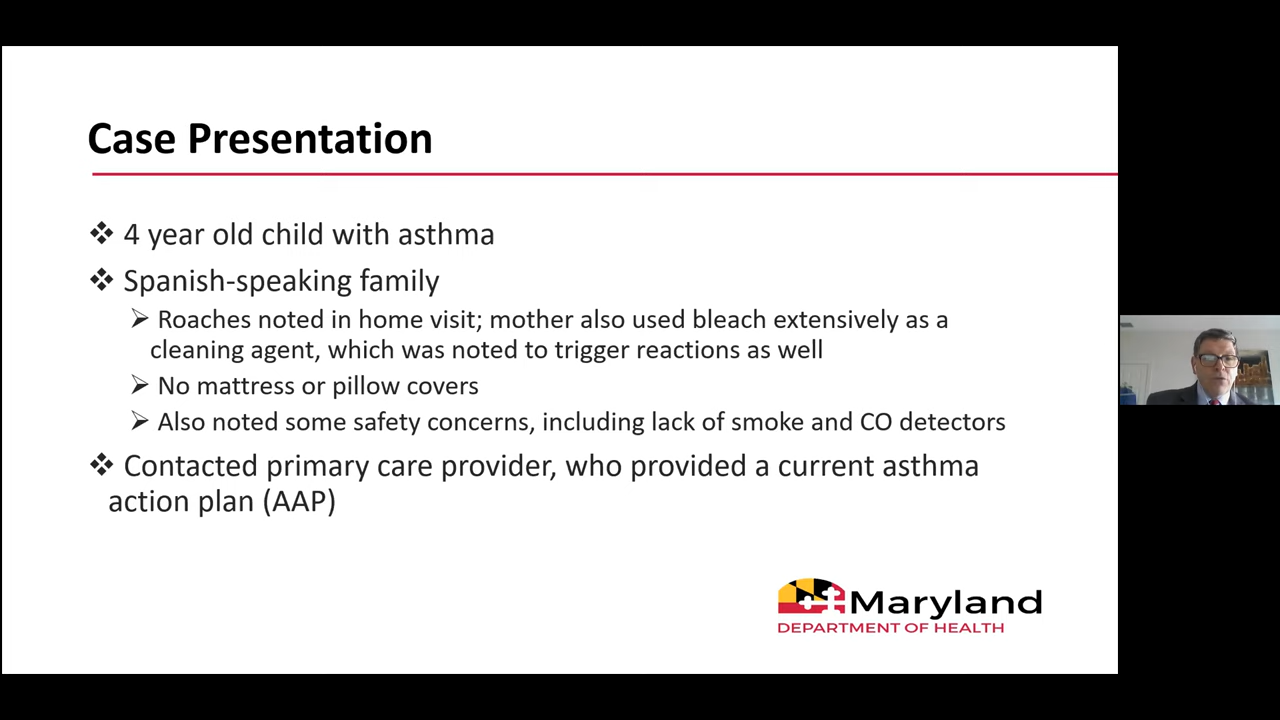 Case Presentation
❖ 4 year old child with asthma
❖ Spanish-speaking family
➢ Roaches noted in home visit; mother also used bleach extensively as a
cleaning agent, which was noted to trigger reactions as well
➢ No mattress or pillow covers
➢ Also noted some safety concerns, including lack of smoke and CO detectors
❖ Contacted primary care provider, who provided a current asthma
action plan (AAP)
Maryland
DEPARTMENT OF HEALTH